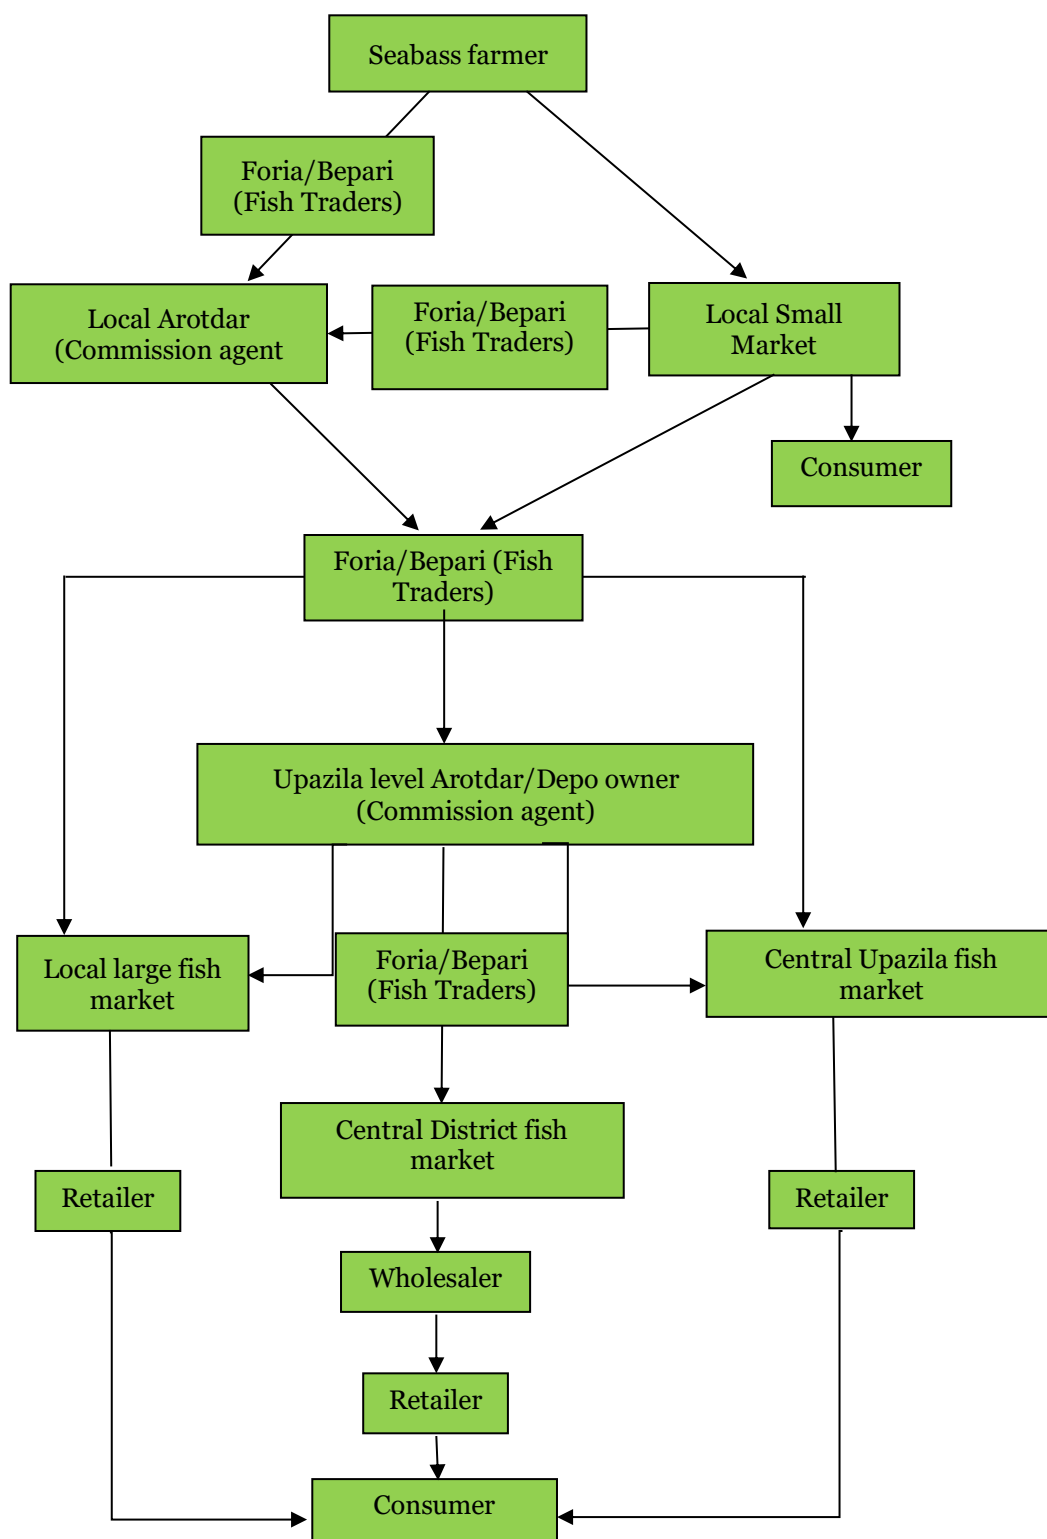 Seabass farmer
Foria/Bepari
(Fish Traders)
Local Arotdar
(Commission agent
Foria/Bepari
(Fish Traders)
Local Small
Market
Consumer
Foria/Bepari (Fish
Traders)
Upazila level Arotdar/Depo owner
(Commission agent)
Local large fish
market
Foria/Bepari
(Fish Traders)
Central Upazila fish
market
Central District fish
market
Retailer
Retailer
Wholesaler
Retailer
Consumer